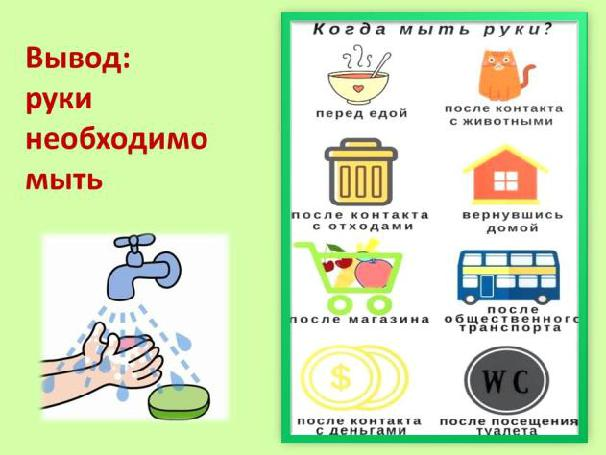 Вывод:
руки
необходимо
мыть
Когда мыть руки?
перед едой
после контакта
с животными
после контакта
с отходами
вернувшись
домой
после магазина
после
общественного
транспорта
$
WC
после контакта
с деньгами
после посещения
туалета